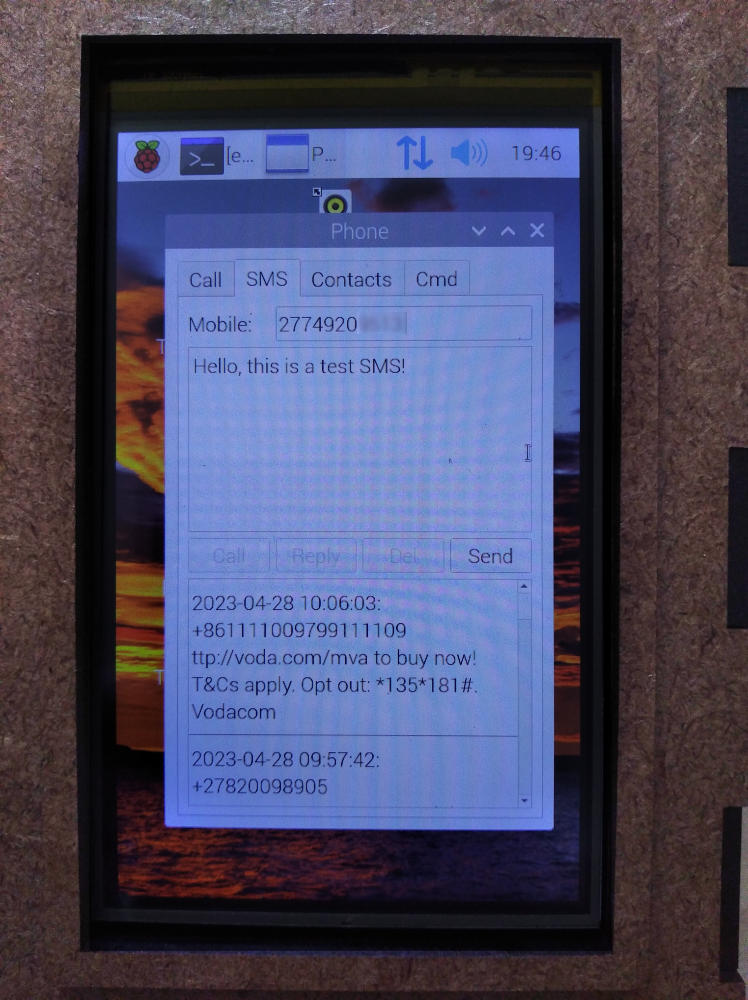 [e... P... 19:46
Phone
Call SMS Contacts Cmd
Mobile: 2774920
Hello, this is a test SMS!
Call Reply Del Send
2023-04-28 10:06:03:
+861111009799111109
ttp://voda.com/mva to buy now!
T&Cs apply. Opt out: *135*181#.
Vodacom
2023-04-28 09:57:42:
+27820098905